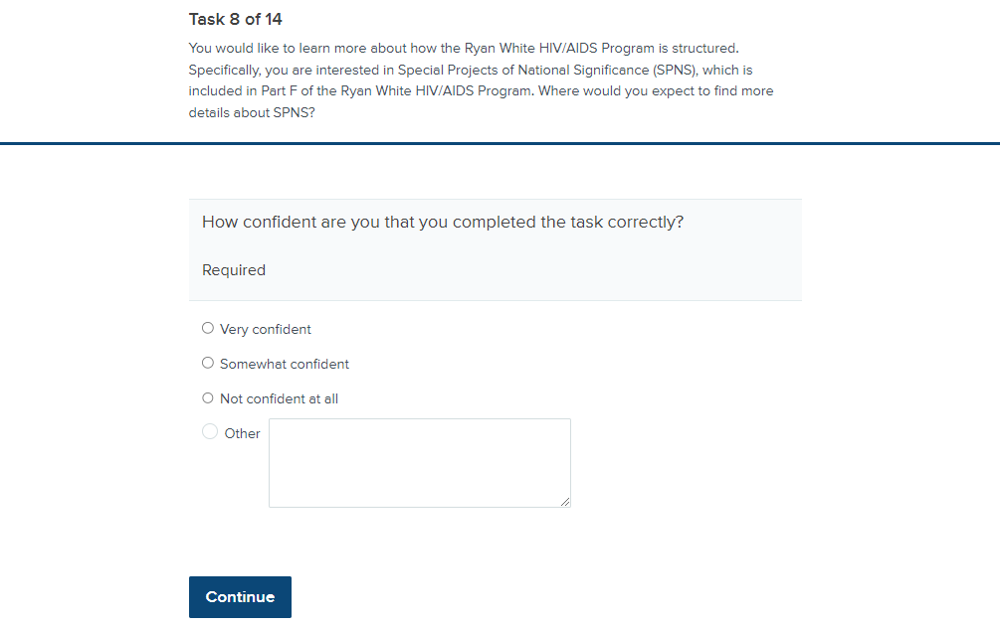 Task 8 of 14
You would like to learn more about how the Ryan White HIV/AIDS Program is structured.
Specifically, you are interested in Special Projects of National Significance (SPNS), which is
included in Part F of the Ryan White HIV/AIDS Program. Where would you expect to find more
details about SPNS?
How confident are you that you completed the task correctly?
Required
Very confident
Somewhat confident
Not confident at all
Other
Continue